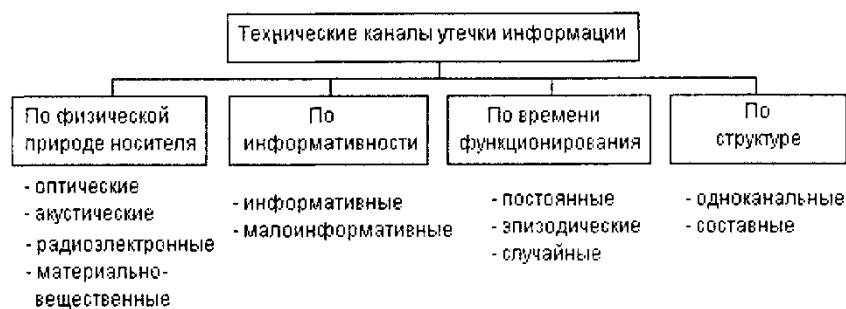 Технические каналы утечки информации
По физической
природе носителя
- оптические
- акустические
- радиоэлектронные
- материально-
вещественные
По
информативности
- информативные
- малоинформативные
По времени
функционирования
- постоянные
- эпизодические
- случайные
По
структуре
- одноканальные
- составные